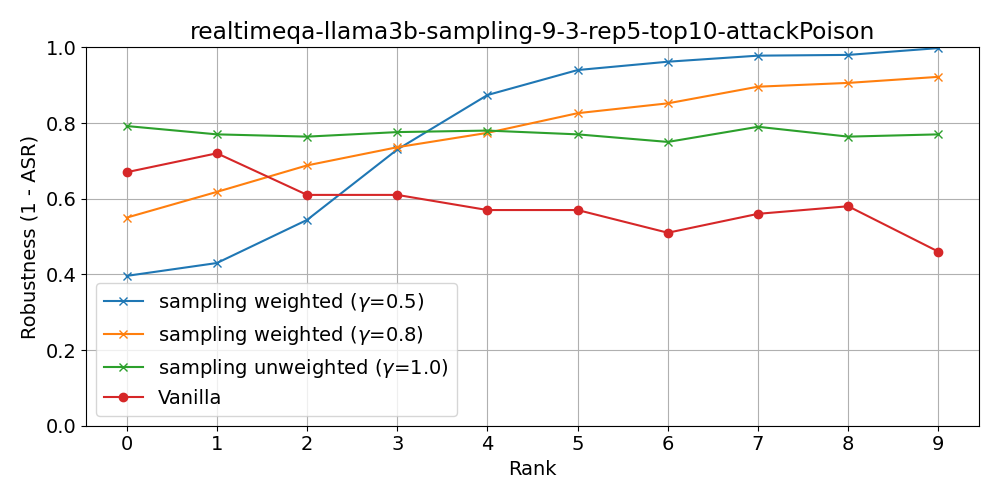 realtimeqa-llama3b-sampling-9-3-rep5-top10-attackPoison
Robustness (1 - ASR)
1.0
0.8
0.6
0.4
0.2
0.0
sampling weighted (γ=0.5)
sampling weighted (γ=0.8)
sampling unweighted (γ=1.0)
Vanilla
0 1 2 3 4 5 6 7 8 9
Rank